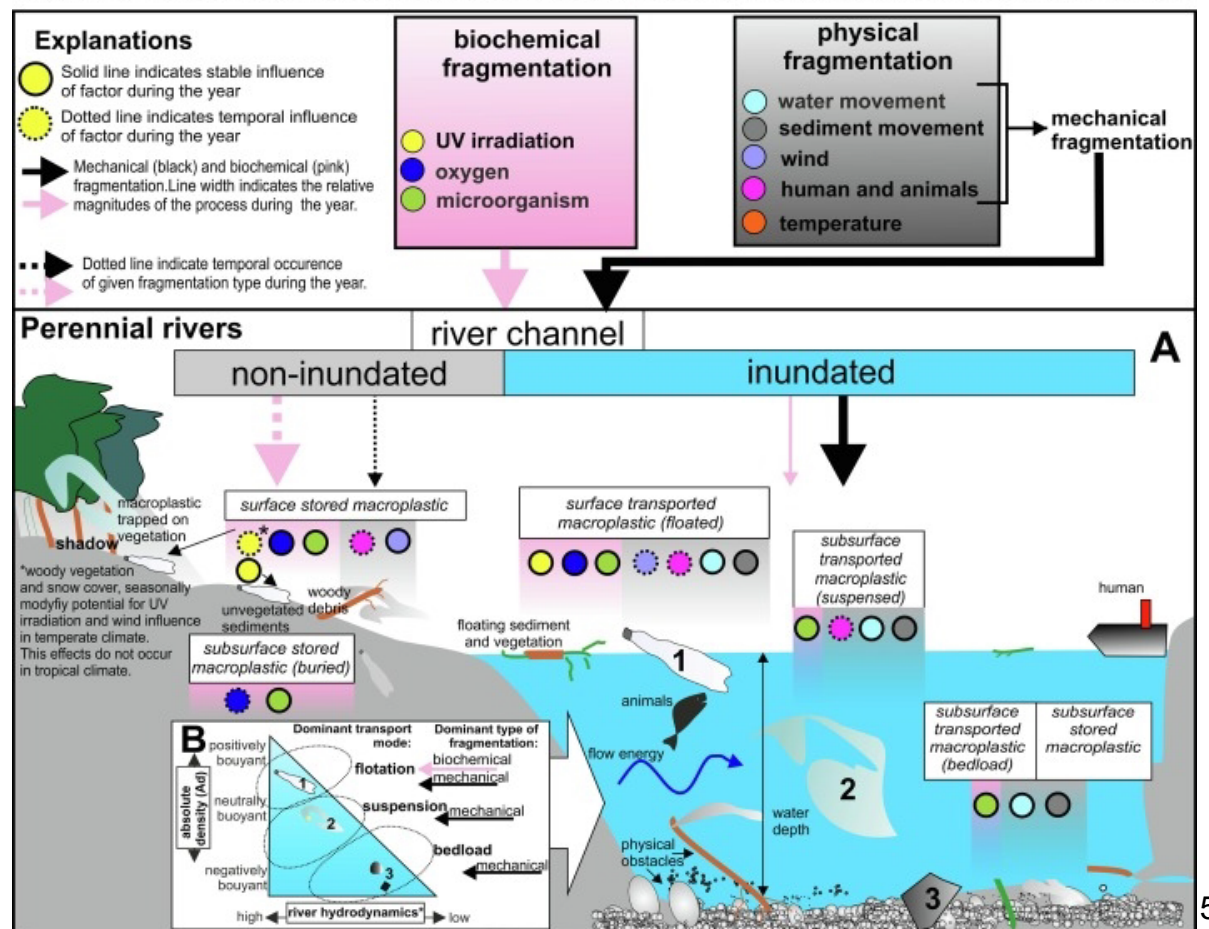 Explanations
Solid line indicates stable influence
of factor during the year
Dotted line indicates temporal influence
of factor during the year
Mechanical (black) and biochemical (pink)
fragmentation.Line width indicates the relative
magnitudes of the process during the year.
Dotted line indicate temporal occurence
of given fragmentation type during the year.
biochemical
fragmentation
UV irradiation
oxygen
microorganism
physical
fragmentation
water movement
sediment movement
wind
human and animals
temperature
mechanical
fragmentation
Perennial rivers
river channel
A
non-inundated
inundated
macroplastic
trapped on
vegetation
shadow
*woody vegetation
and snow cover, seasonally
modyfiy potential for UV
irradiation and wind influence
in temperate climate.
This effects do not occur
in tropical climate.
surface stored macroplastic
*
unvegetated
sediments
woody
debris
subsurface stored
macroplastic (buried)
surface transported
macroplastic (floated)
subsurface
transported
macroplastic
(suspended)
human
floating sediment
and vegetation
1
animals
flow energy
2
water
depth
physical
obstacles
3
subsurface
transported
macroplastic
(bedload)
subsurface
stored
macroplastic
B
Dominant transport
mode:
Dominant type of
fragmentation:
positively
bouyant
neutrally
buoyant
negatively
bouyant
absolute
density (Ad)
1
2
3
flotation
biochemical
mechanical
suspension
mechanical
bedload
mechanical
high
river hydrodynamics*
low
5